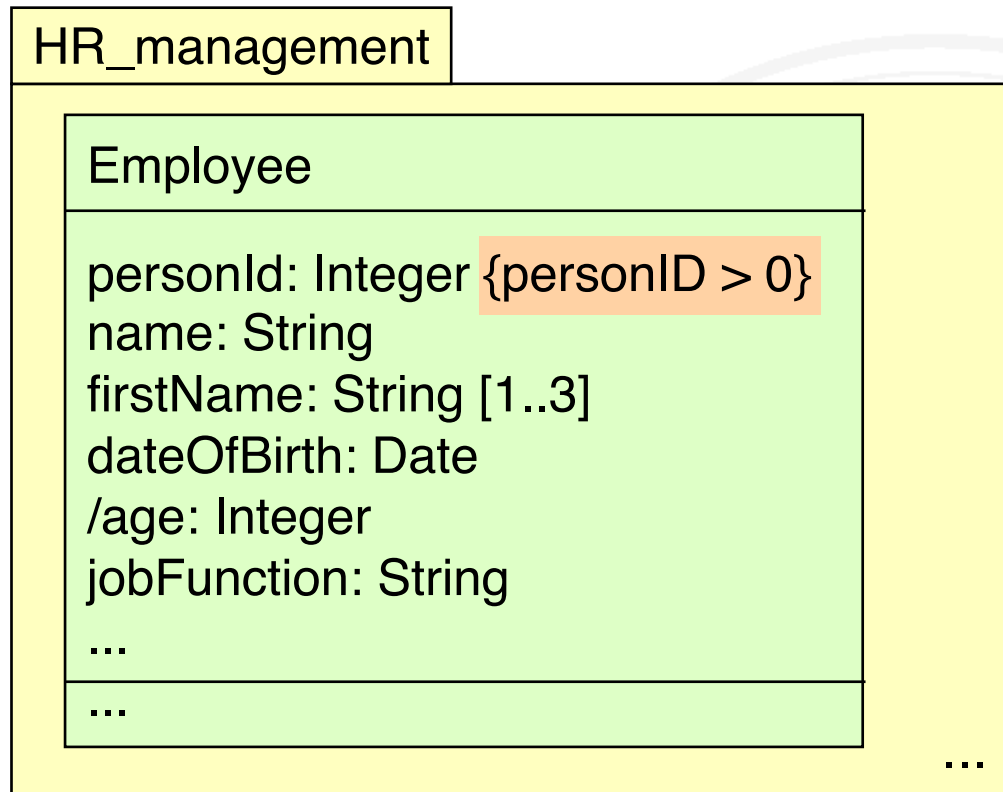 HR_management
Employee
personId: Integer {personID > 0}
name: String
firstName: String [1..3]
dateOfBirth: Date
/age: Integer
jobFunction: String
...
...
...